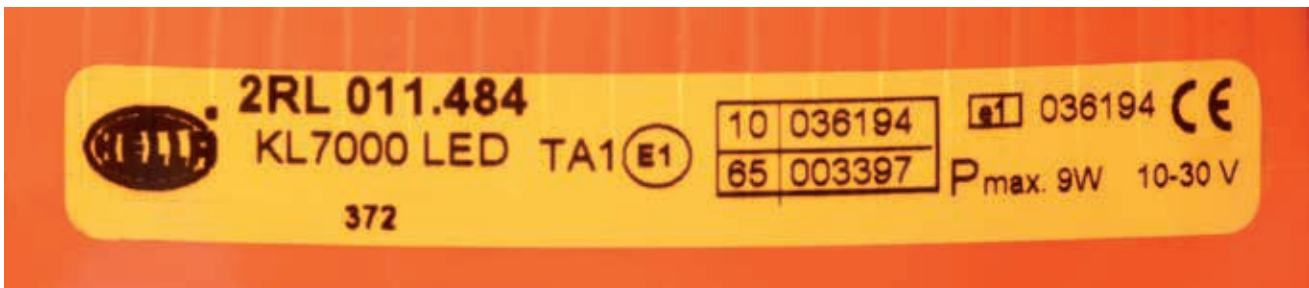 HELLA
2RL 011.484
KL7000 LED
372
TA1 E1
10 036194
65 003397
e1 036194 CE
Pmax. 9W 10-30 V